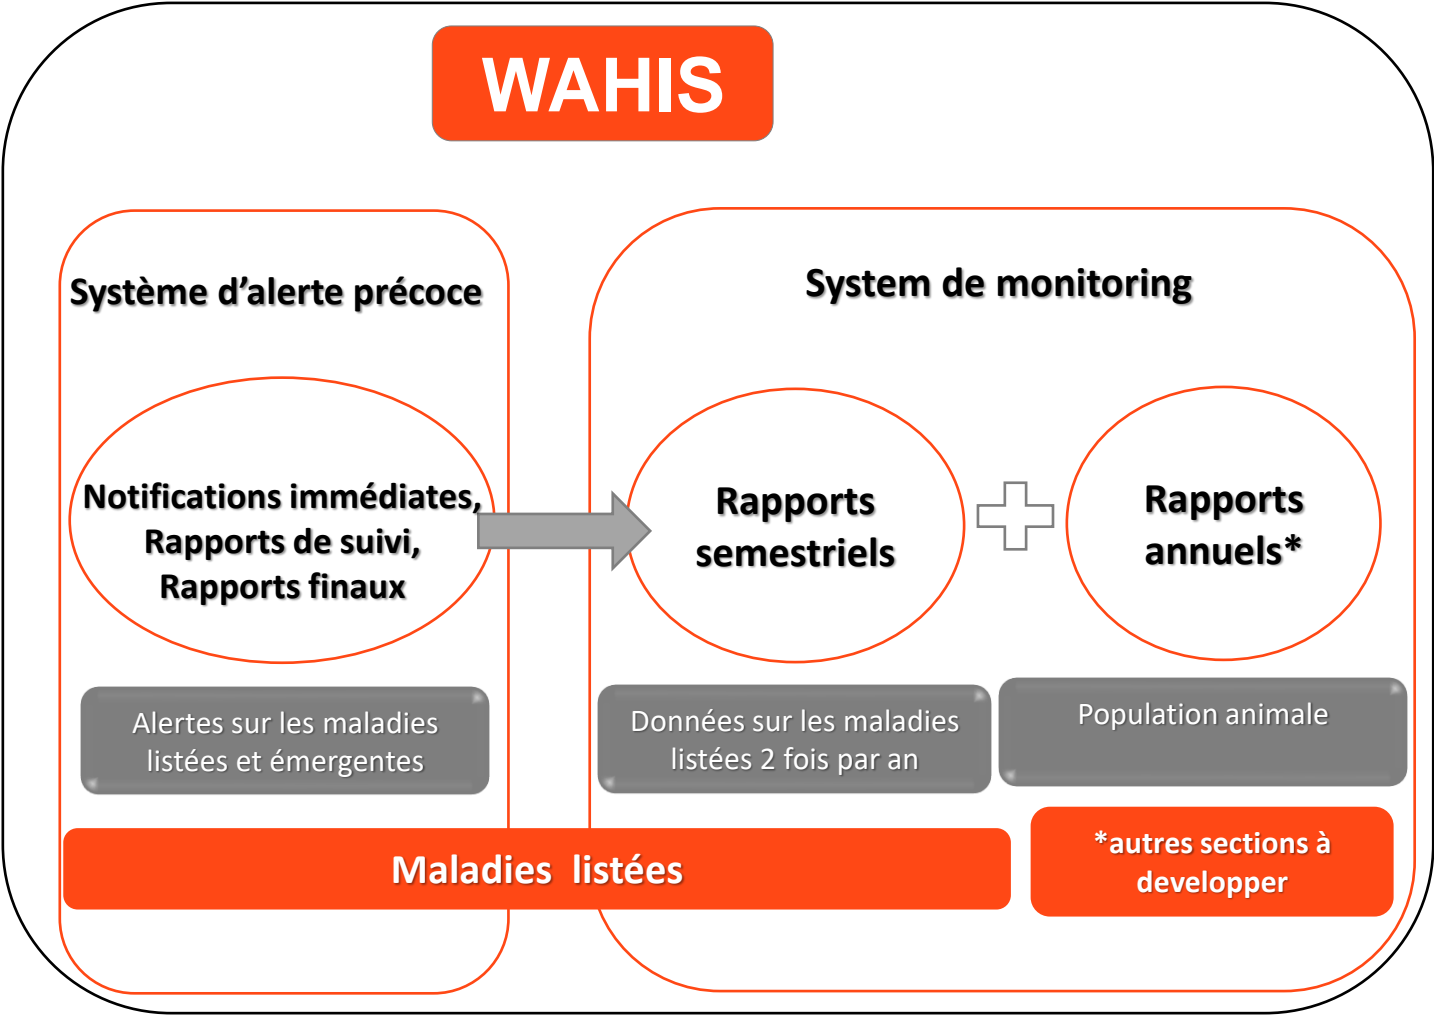 WAHIS
Système d'alerte précoce
Notifications immédiates,
Rapports de suivi,
Rapports finaux
Alertes sur les maladies
listées et émergentes
System de monitoring
Rapports
semestriels
Rapports
annuels*
Données sur les maladies
listées 2 fois par an
Population animale
Maladies listées
*autres sections à
developper